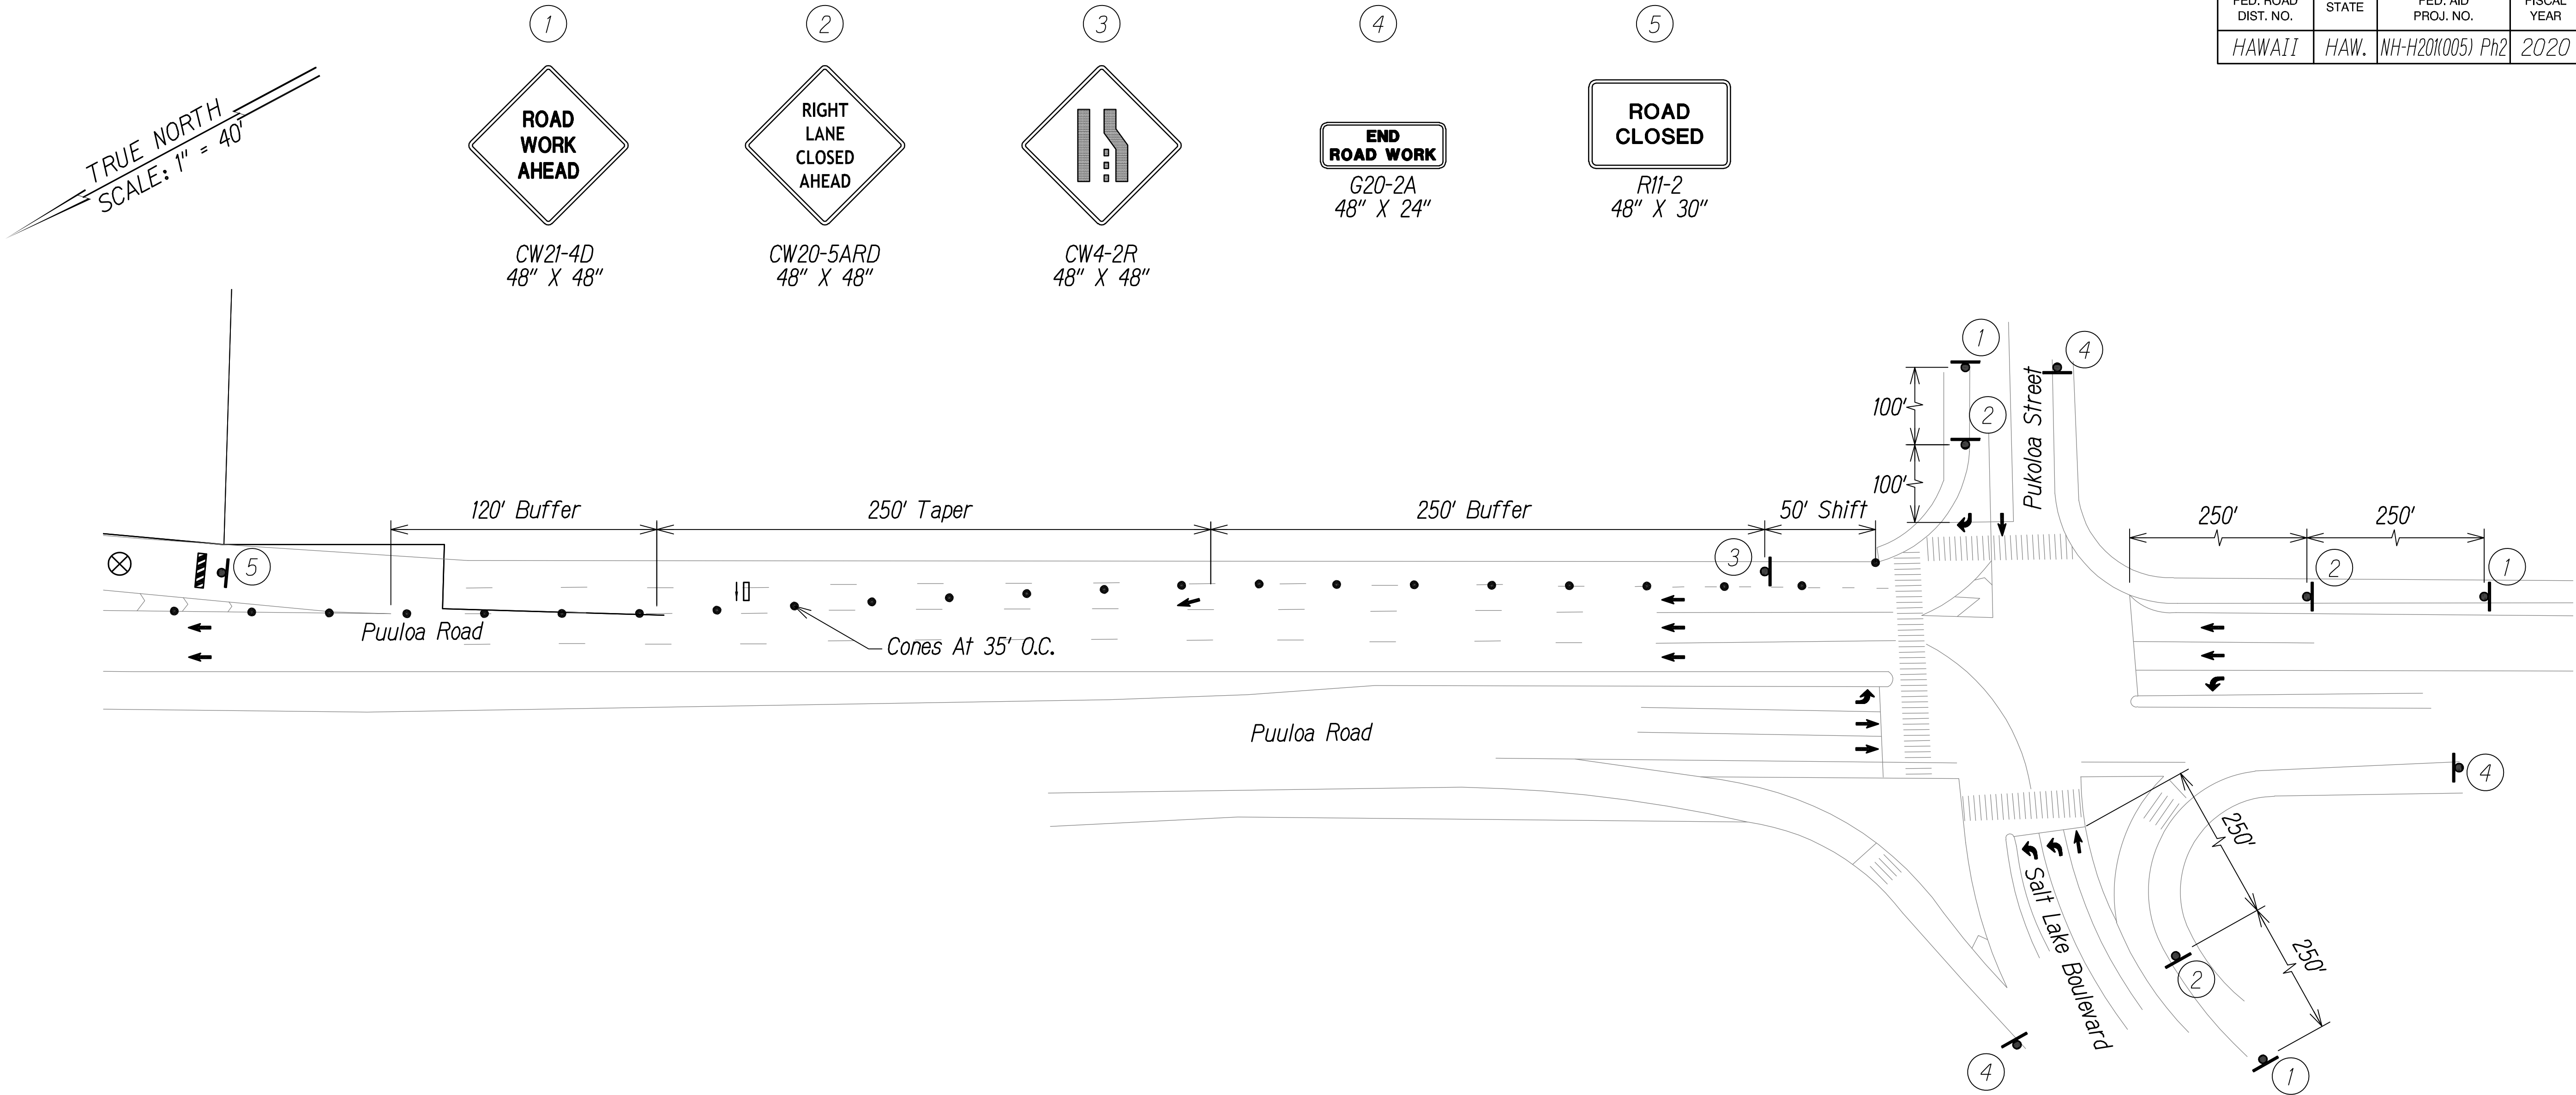 FED. ROAD DIST. NO.
STATE
FED. AID PROJ. NO.
FISCAL YEAR
HAWAII
HAW.
NH-H201(005) Ph2
2020
TRUE NORTH
SCALE: 1" = 40'
1
2
3
4
5
ROAD
WORK
AHEAD
CW21-4D
48" X 48"
RIGHT
LANE
CLOSED
AHEAD
CW20-5ARD
48" X 48"
CW4-2R
48" X 48"
END
ROAD WORK
G20-2A
48" X 24"
ROAD
CLOSED
R11-2
48" X 30"
1
4
100'
2
100'
Pukoloa Street
120' Buffer
250' Taper
250' Buffer
50' Shift
250'
250'
5
3
2
1
Puuloa Road
Cones At 35' O.C.
Puuloa Road
4
250'
Salt Lake Boulevard
250'
2
4
1